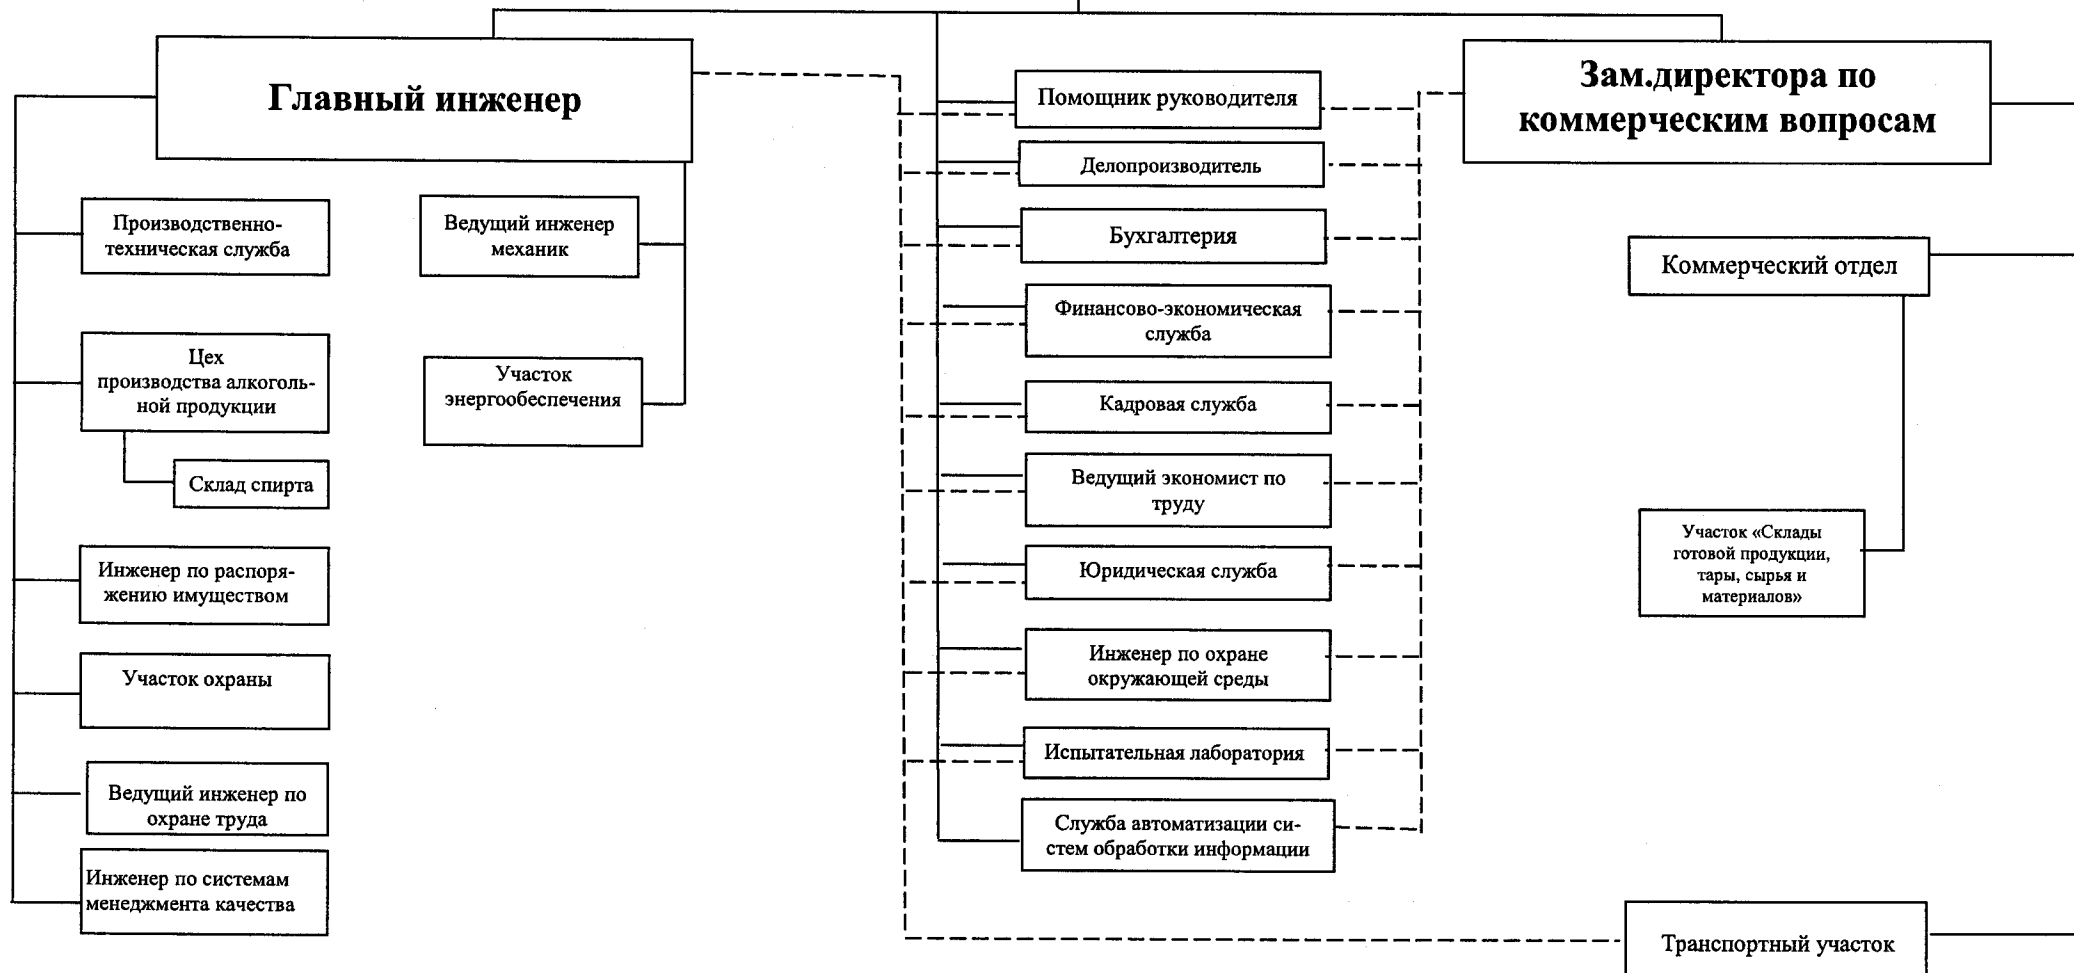 Главный инженер
Зам.директора по
коммерческим вопросам
Производственно-
техническая служба
Цех
производства алкоголь-
ной продукции
Склад спирта
Инженер по распоря-
жению имуществом
Участок охраны
Ведущий инженер по
охране труда
Инженер по системам
менеджмента качества
Ведущий инженер
механик
Участок
энергообеспечения
Помощник руководителя
Делопроизводитель
Бухгалтерия
Финансово-экономическая
служба
Кадровая служба
Ведущий экономист по
труду
Юридическая служба
Инженер по охране
окружающей среды
Испытательная лаборатория
Служба автоматизации си-
стем обработки информации
Коммерческий отдел
Участок «Склады
готовой продукции,
тары, сырья и
материалов»
Транспортный участок